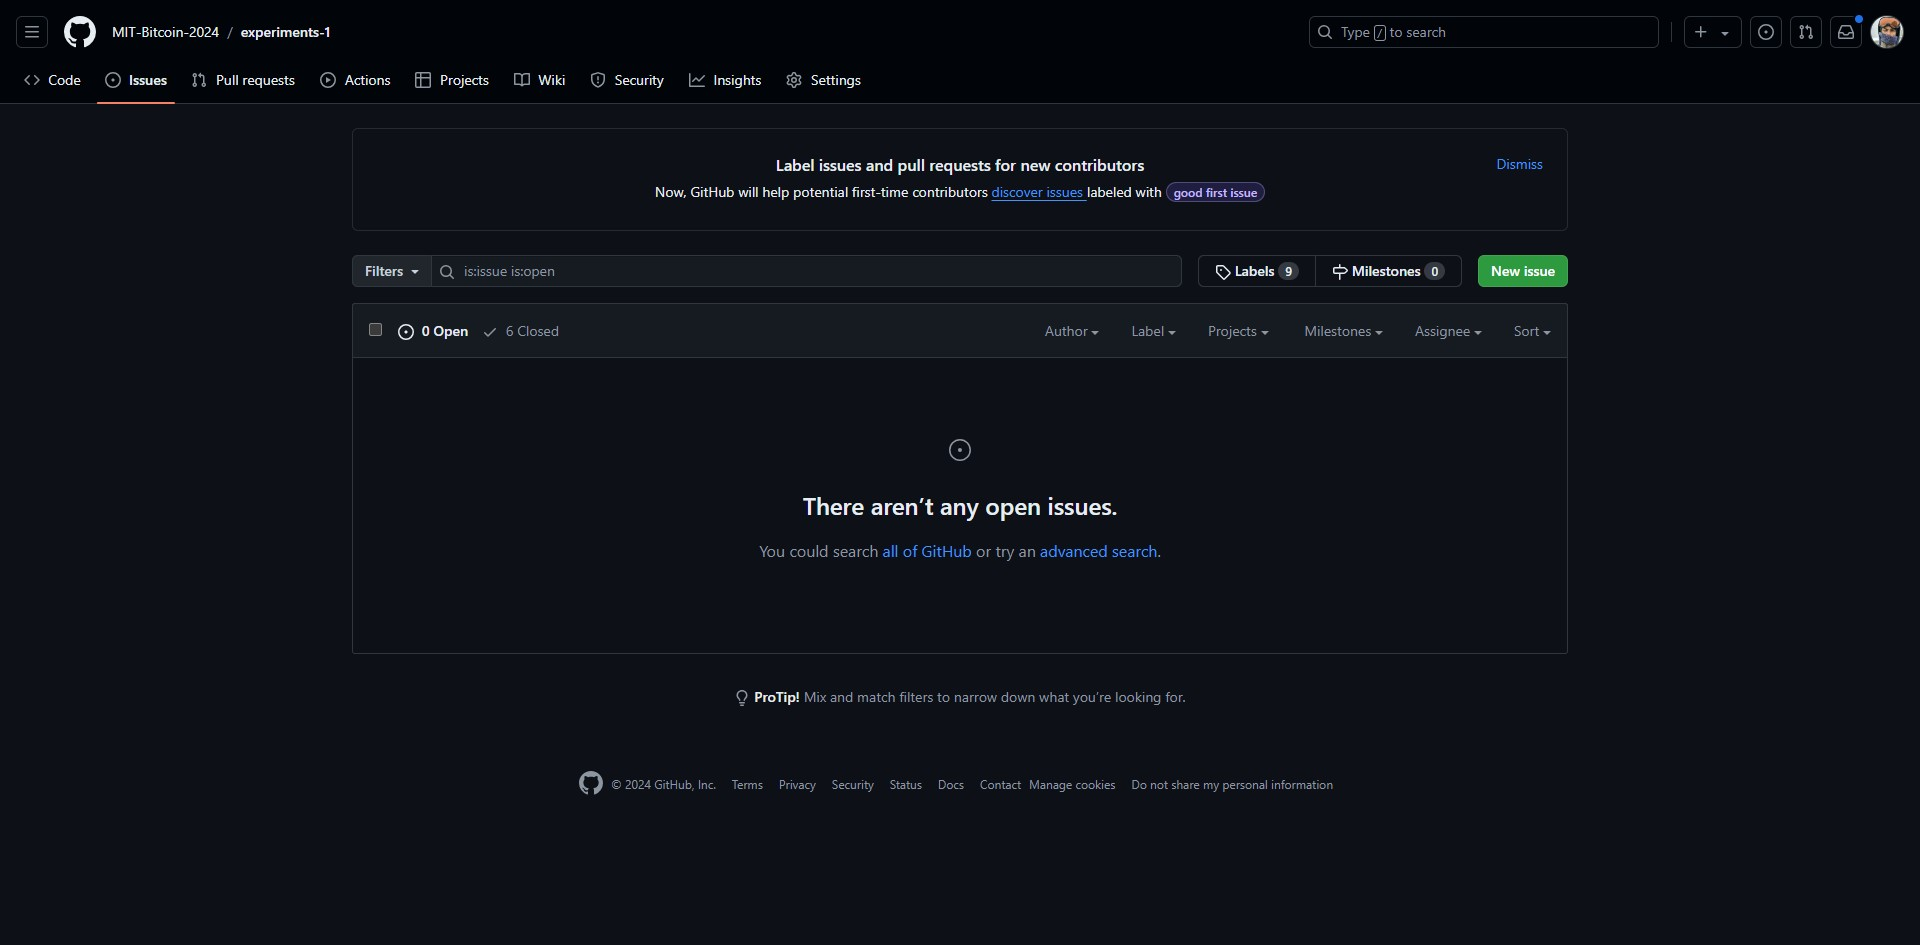 MIT-Bitcoin-2024 / experiments-1
Type / to search
Code Issues Pull requests Actions Projects Wiki Security Insights Settings
Label issues and pull requests for new contributors
Dismiss
Now, GitHub will help potential first-time contributors discover issues labeled with good first issue
Filters is:issue is:open Labels 9 Milestones 0 New issue
0 Open 6 Closed Author Label Projects Milestones Assignee Sort
There aren’t any open issues.
You could search all of GitHub or try an advanced search.
ProTip! Mix and match filters to narrow down what you’re looking for.
© 2024 GitHub, Inc. Terms Privacy Security Status Docs Contact Manage cookies Do not share my personal information